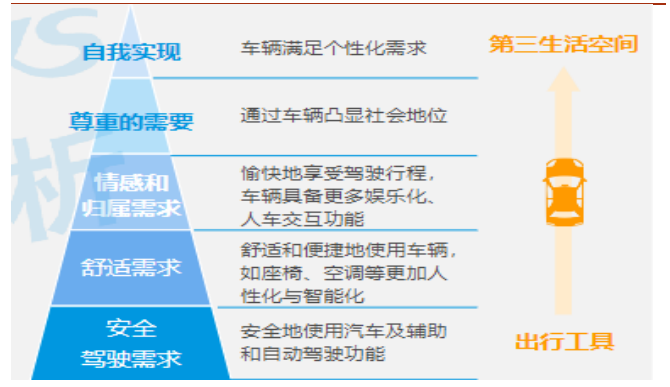 自我实现
车辆满足个性化需求
第三生活空间
尊重的需要
通过车辆凸显社会地位
情感和
归属需求
愉快地享受驾驶行程，
车辆具备更多娱乐化、
人车交互功能
舒适需求
舒适和便捷地使用车辆，
如座椅、空调等更加人
性化与智能化
安全
驾驶需求
安全地使用汽车及辅助
和自动驾驶功能
出行工具
析